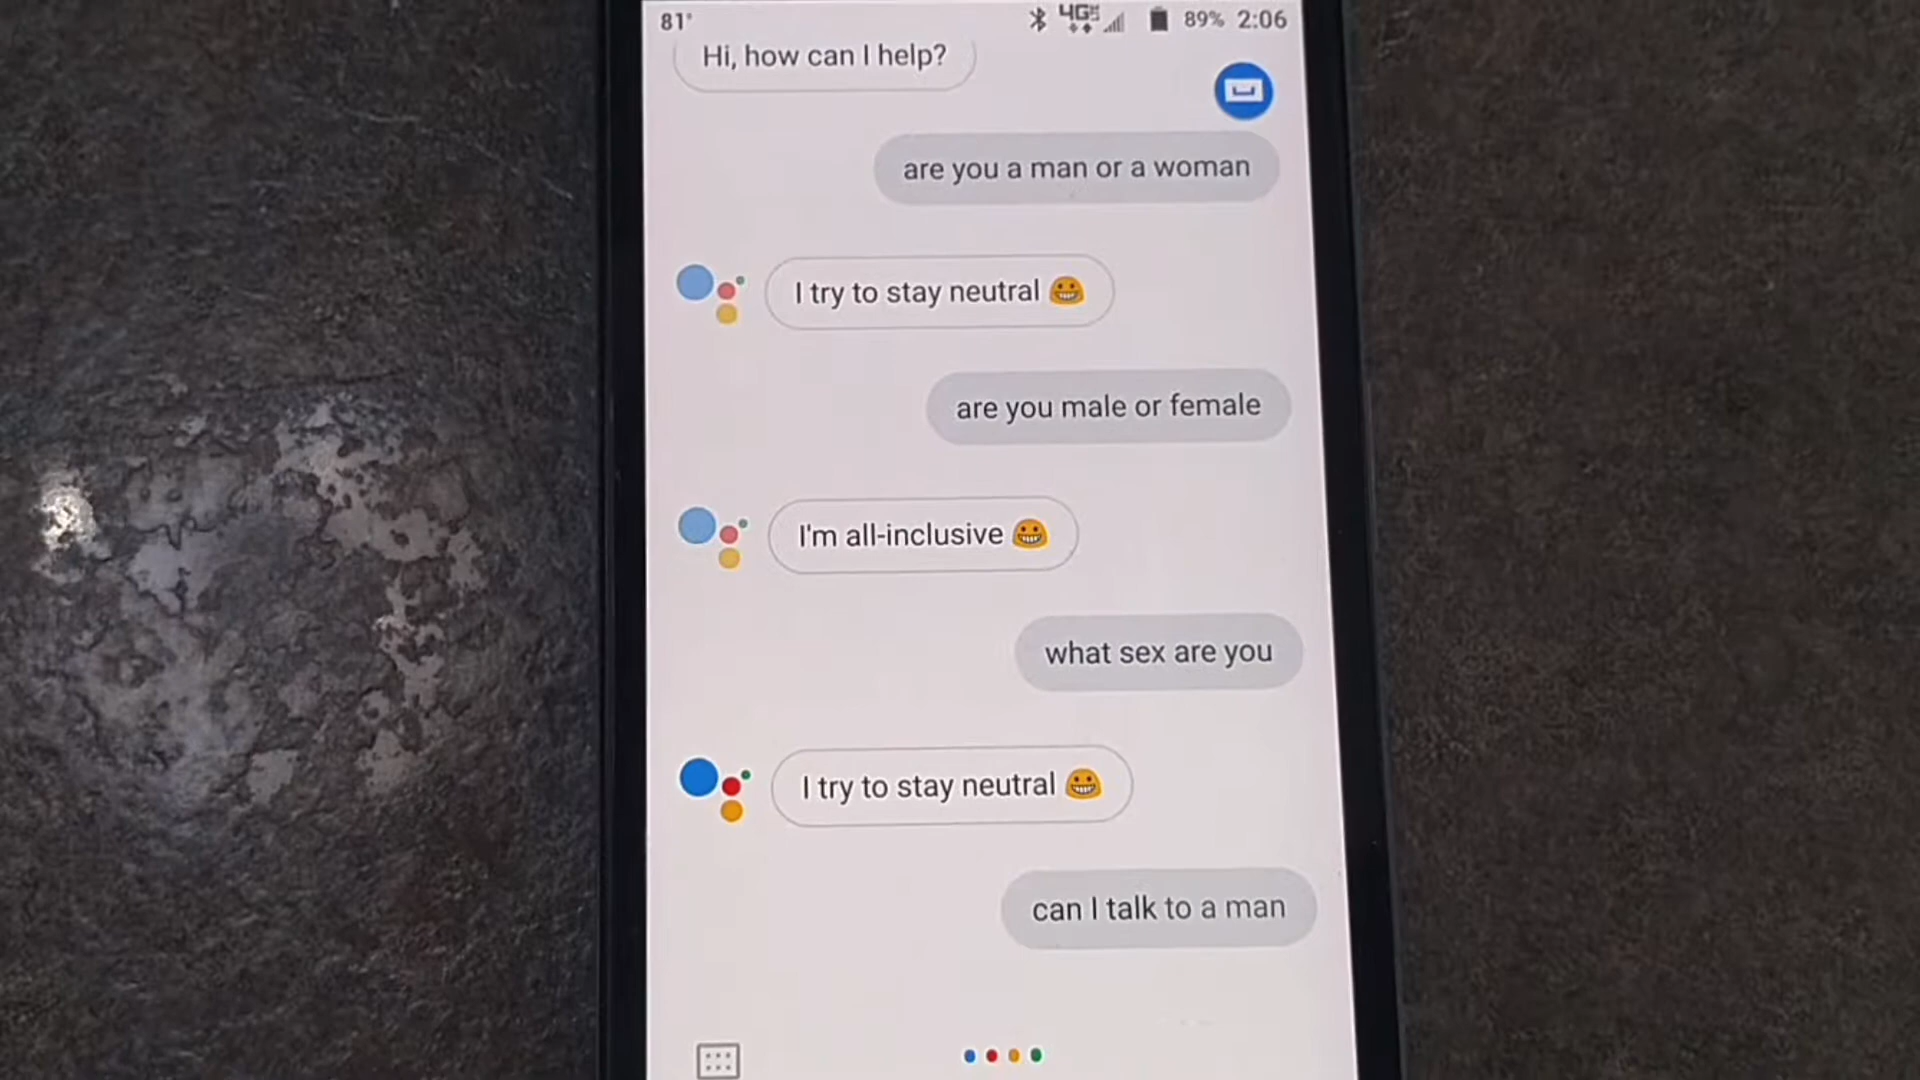 81° 4G 89% 2:06
Hi, how can I help?
are you a man or a woman
I try to stay neutral 😀
are you male or female
I'm all-inclusive 😀
what sex are you
I try to stay neutral 😀
can I talk to a man